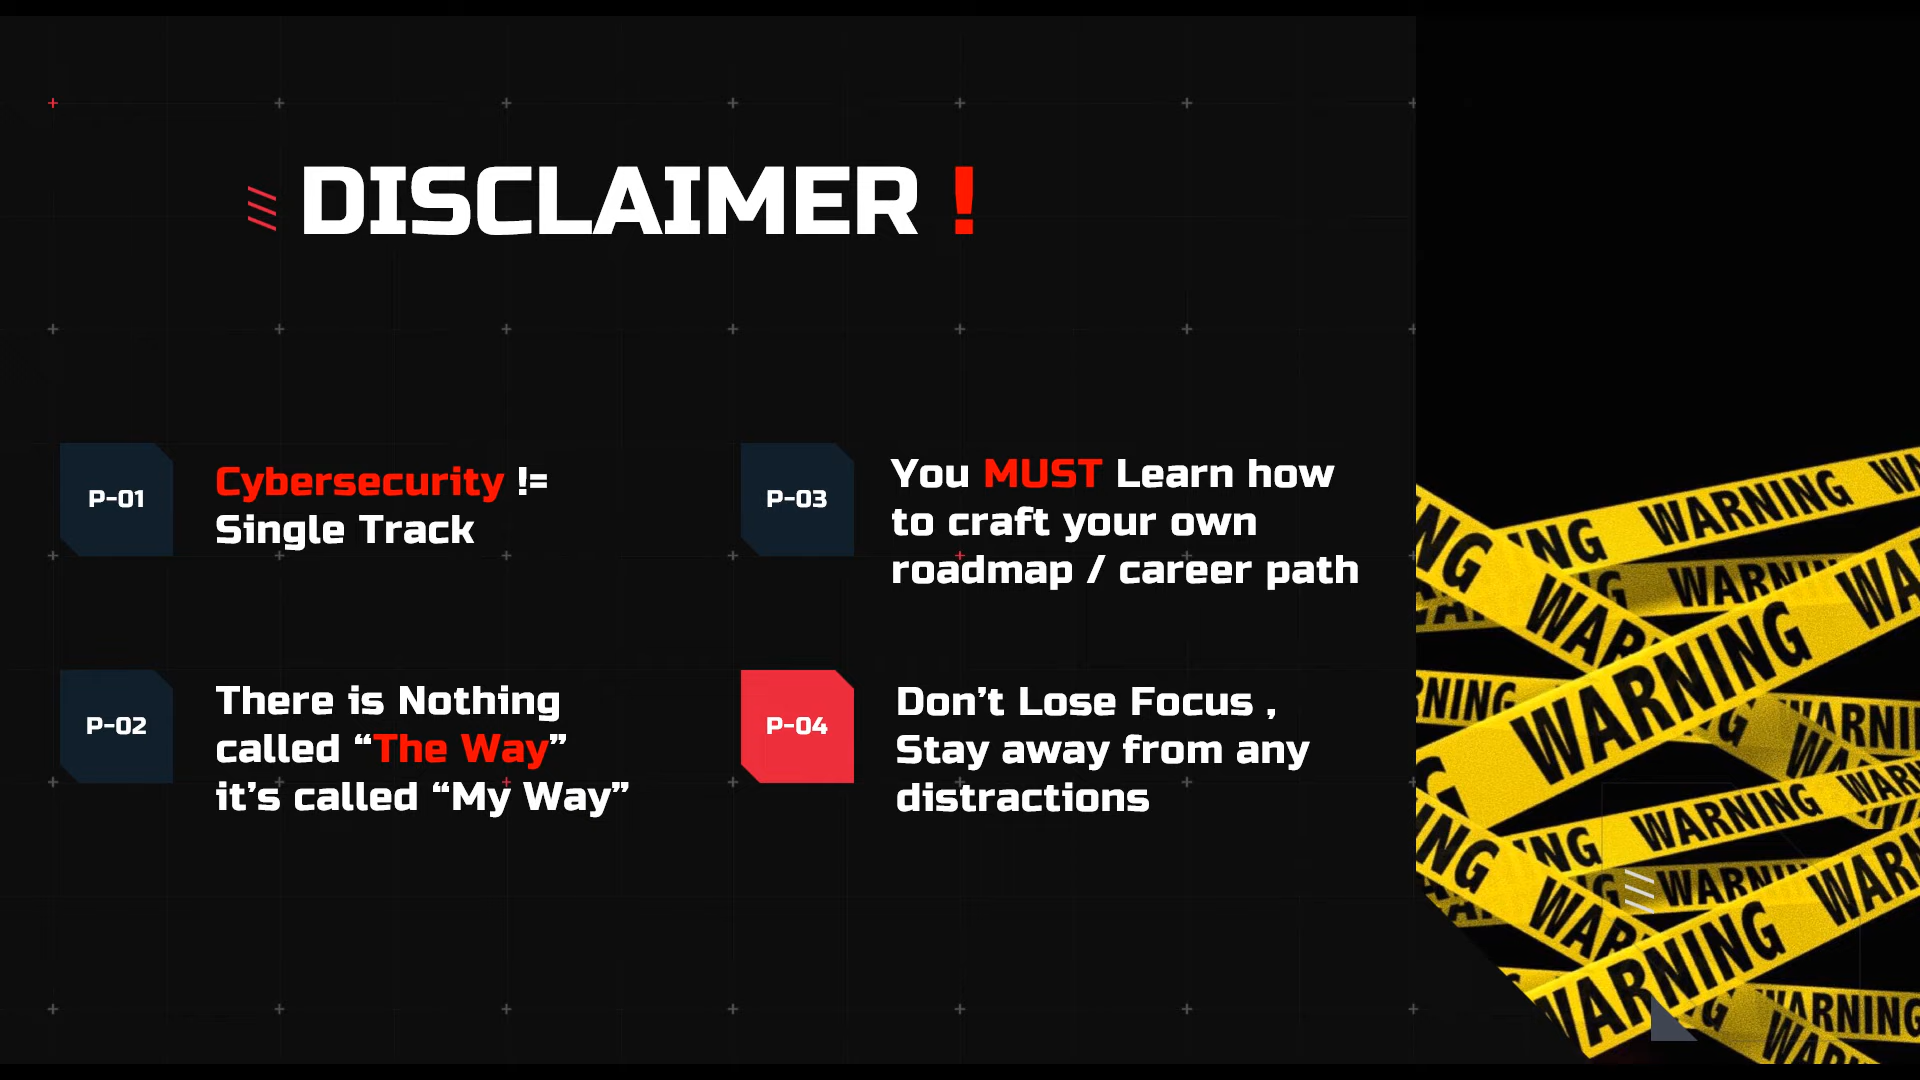 DISCLAIMER !
P-01
Cybersecurity !=
Single Track
P-02
There is Nothing
called “The Way”
it’s called “My Way”
P-03
You MUST Learn how
to craft your own
roadmap / career path
P-04
Don’t Lose Focus ,
Stay away from any
distractions
WARNING
WARNING
WARNING
WARNING
WARNING
WARNING